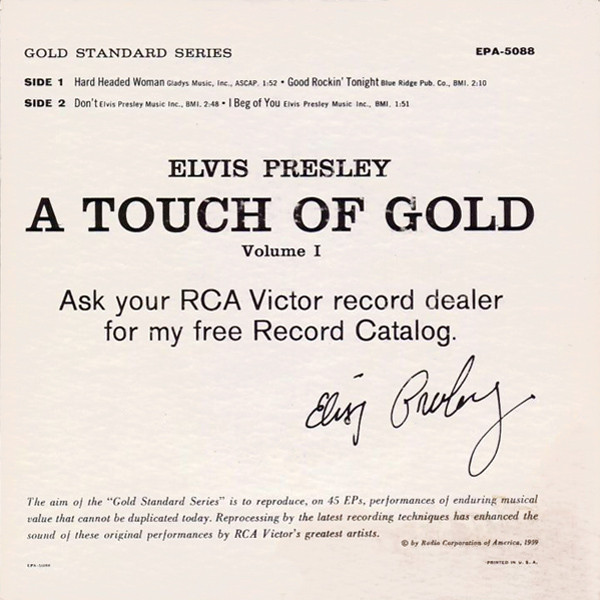 GOLD STANDARD SERIES
EPA-5088
SIDE 1 Hard Headed Woman Gladys Music, Inc., ASCAP. 1:52 • Good Rockin' Tonight Blue Ridge Pub. Co., BMI. 2:10
SIDE 2 Don't Elvis Presley Music Inc., BMI. 2:48 • I Beg of You Elvis Presley Music Inc., BMI. 1:51
ELVIS PRESLEY
A TOUCH OF GOLD
Volume I
Ask your RCA Victor record dealer
for my free Record Catalog.
Elvis Presley
The aim of the "Gold Standard Series" is to reproduce, on 45 EPs, performances of enduring musical
value that cannot be duplicated today. Reprocessing by the latest recording techniques has enhanced the
sound of these original performances by RCA Victor's greatest artists.
© by Radio Corporation of America, 1959
EPA-5088
PRINTED IN U. S. A.